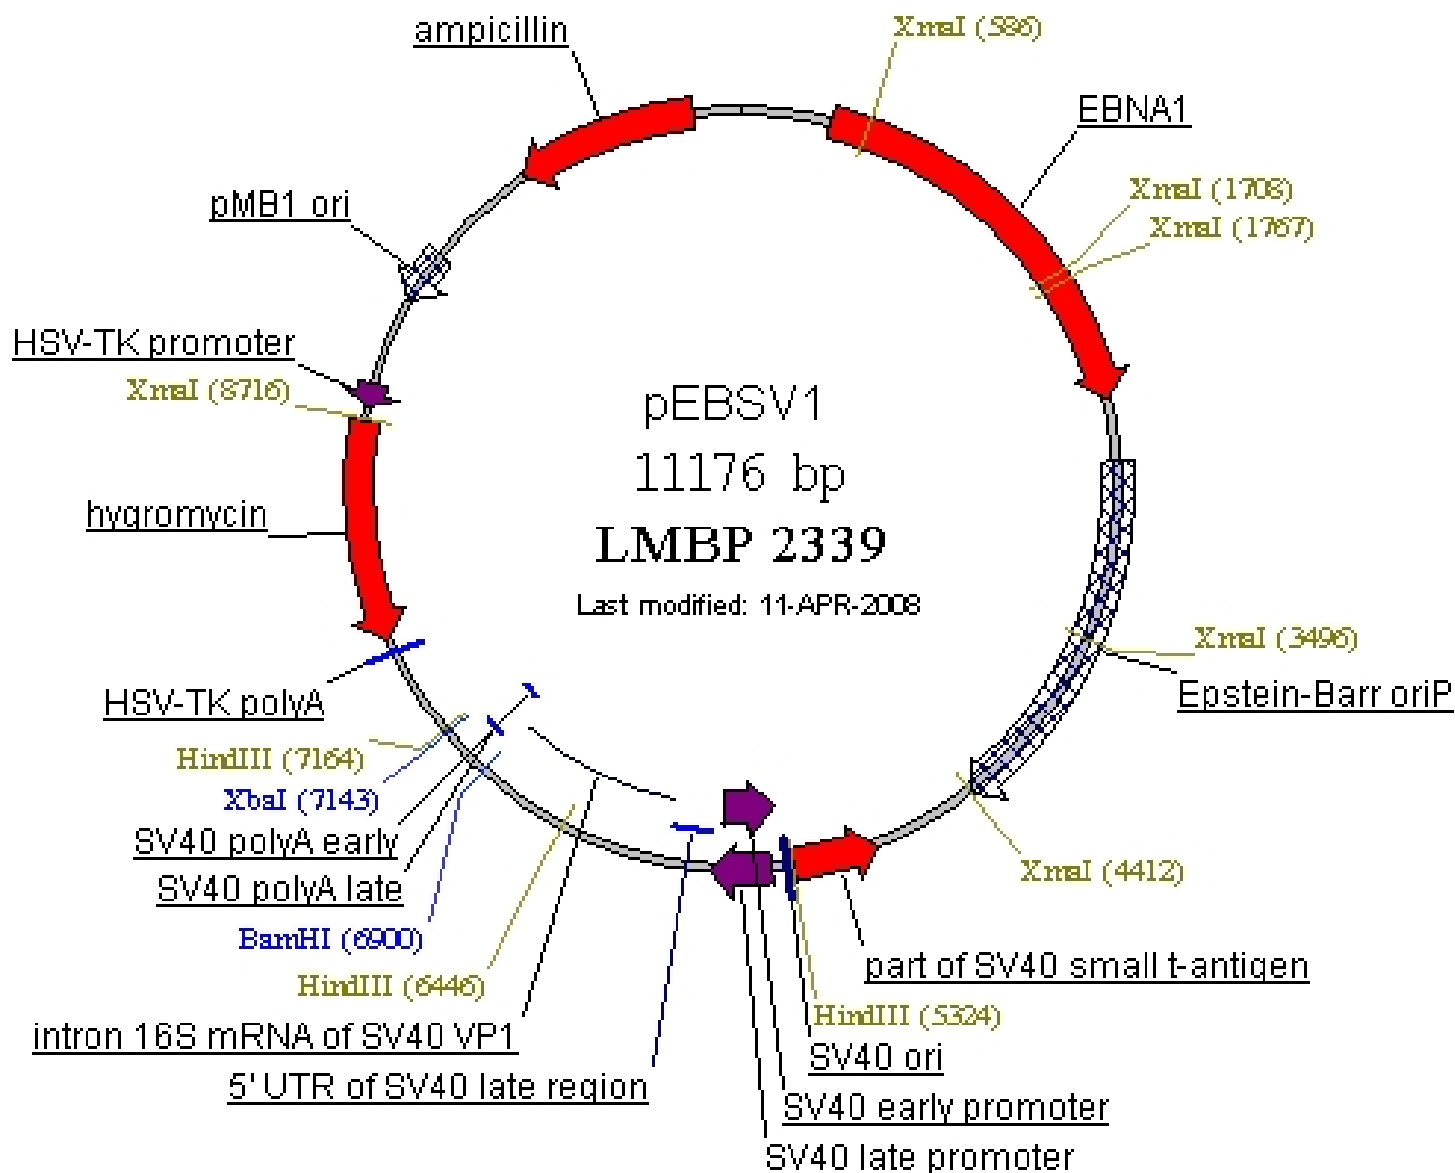 ampicillin
XmaI (586)
EBNA1
XmaI (1708)
XmaI (1767)
pMB1 ori
HSV-TK promoter
XmaI (8716)
pEBSV1
11176 bp
LMBP 2339
Last modified: 11-APR-2008
hygromycin
XmaI (3496)
Epstein-Barr oriP
HSV-TK polyA
HindIII (7164)
XbaI (7143)
SV40 polyA early
SV40 polyA late
BamHI (6900)
HindIII (6446)
XmaI (4412)
part of SV40 small t-antigen
HindIII (5324)
intron 16S mRNA of SV40 VP1
SV40 ori
5' UTR of SV40 late region
SV40 early promoter
SV40 late promoter